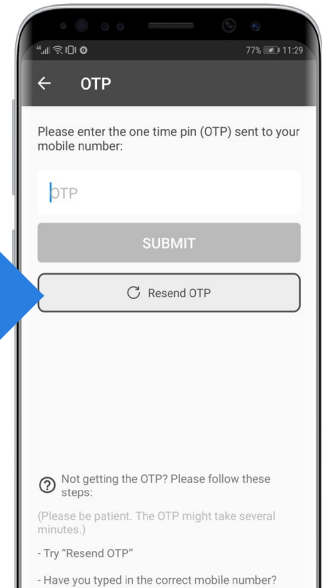 77% 11:29
OTP
Please enter the one time pin (OTP) sent to your
mobile number:
OTP
SUBMIT
Resend OTP
Not getting the OTP? Please follow these
steps:
(Please be patient. The OTP might take several
minutes.)
- Try “Resend OTP”
- Have you typed in the correct mobile number?